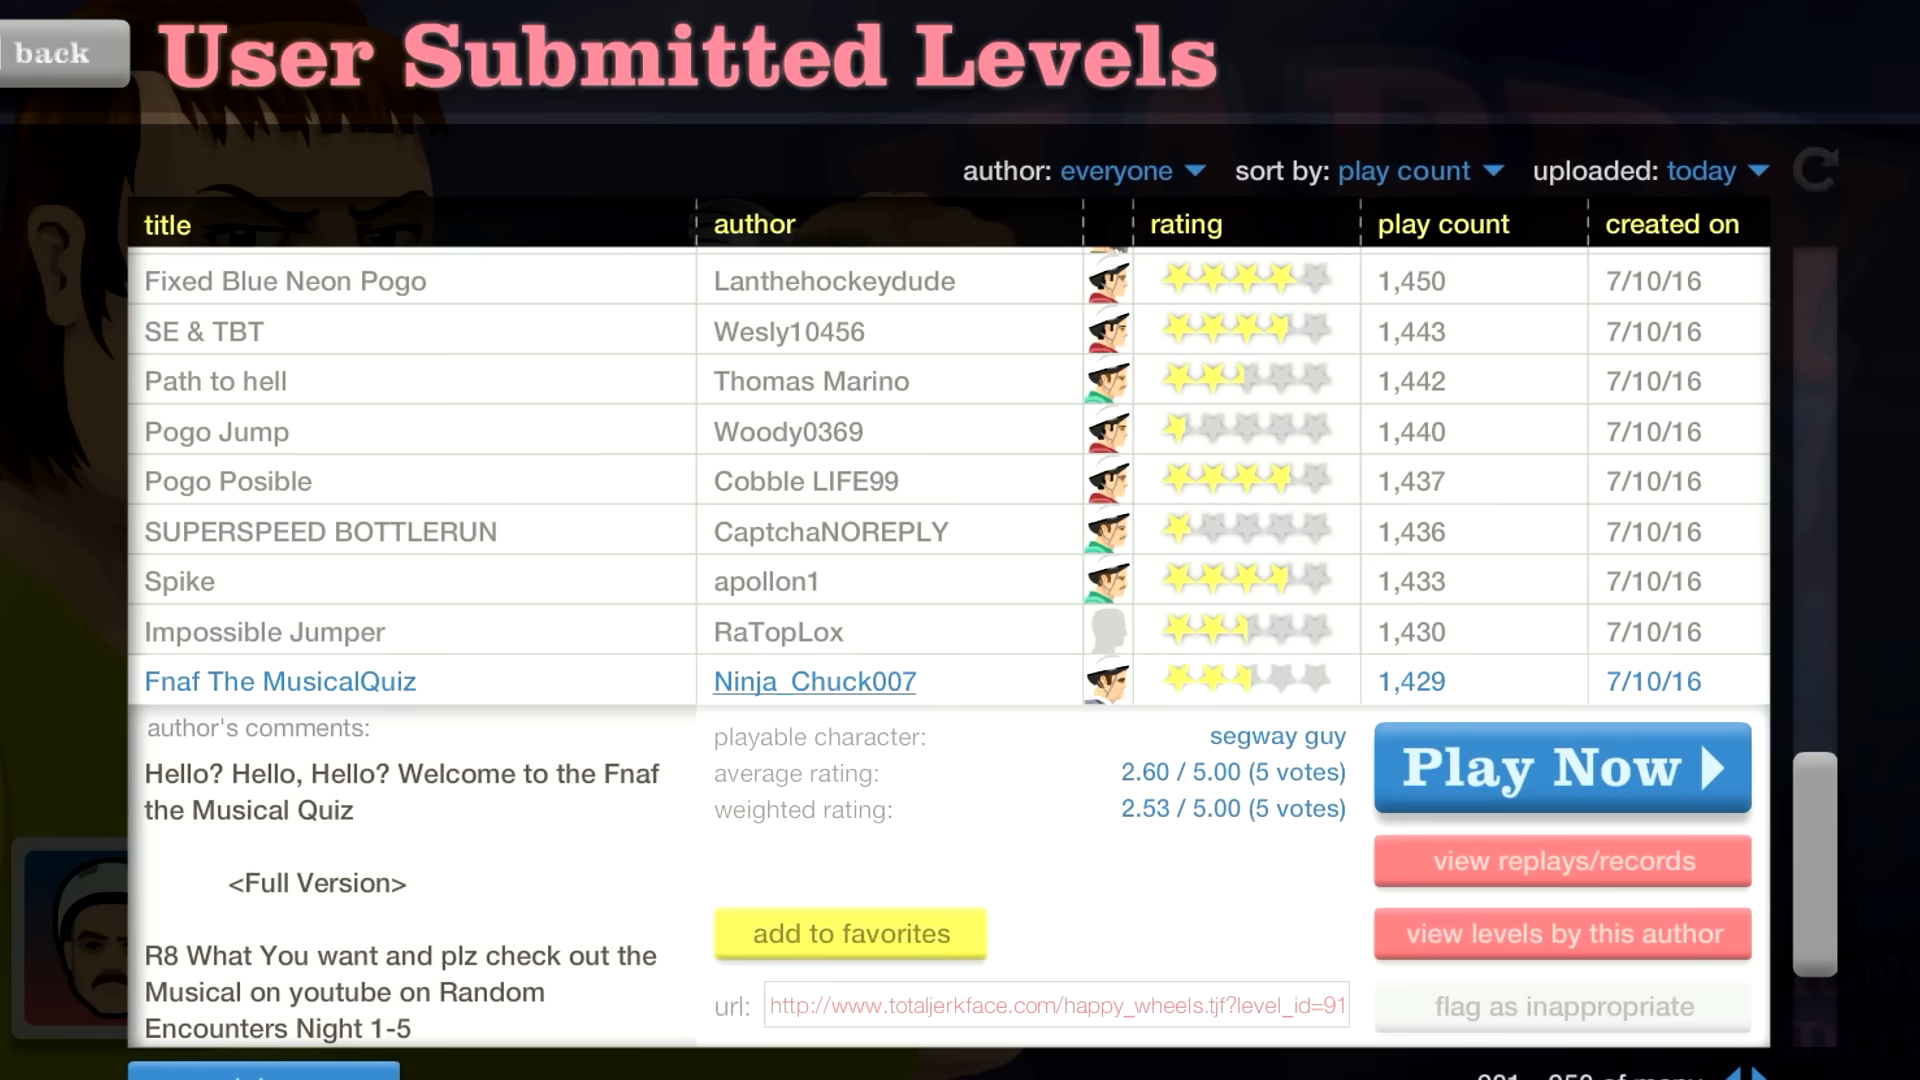 back
User Submitted Levels
author: everyone sort by: play count uploaded: today
title author rating play count created on
Fixed Blue Neon Pogo Lanthehockeydude 1,450 7/10/16
SE & TBT Wesly10456 1,443 7/10/16
Path to hell Thomas Marino 1,442 7/10/16
Pogo Jump Woody0369 1,440 7/10/16
Pogo Posible Cobble LIFE99 1,437 7/10/16
SUPERSPEED BOTTLERUN CaptchaNOREPLY 1,436 7/10/16
Spike apollon1 1,433 7/10/16
Impossible Jumper RaTopLox 1,430 7/10/16
Fnaf The MusicalQuiz Ninja_Chuck007 1,429 7/10/16
author's comments:
Hello? Hello, Hello? Welcome to the Fnaf
the Musical Quiz
<Full Version>
R8 What You want and plz check out the
Musical on youtube on Random
Encounters Night 1-5
playable character: segway guy
average rating: 2.60 / 5.00 (5 votes)
weighted rating: 2.53 / 5.00 (5 votes)
add to favorites
url: http://www.totaljerkface.com/happy_wheels.tjf?level_id=91
Play Now
view replays/records
view levels by this author
flag as inappropriate